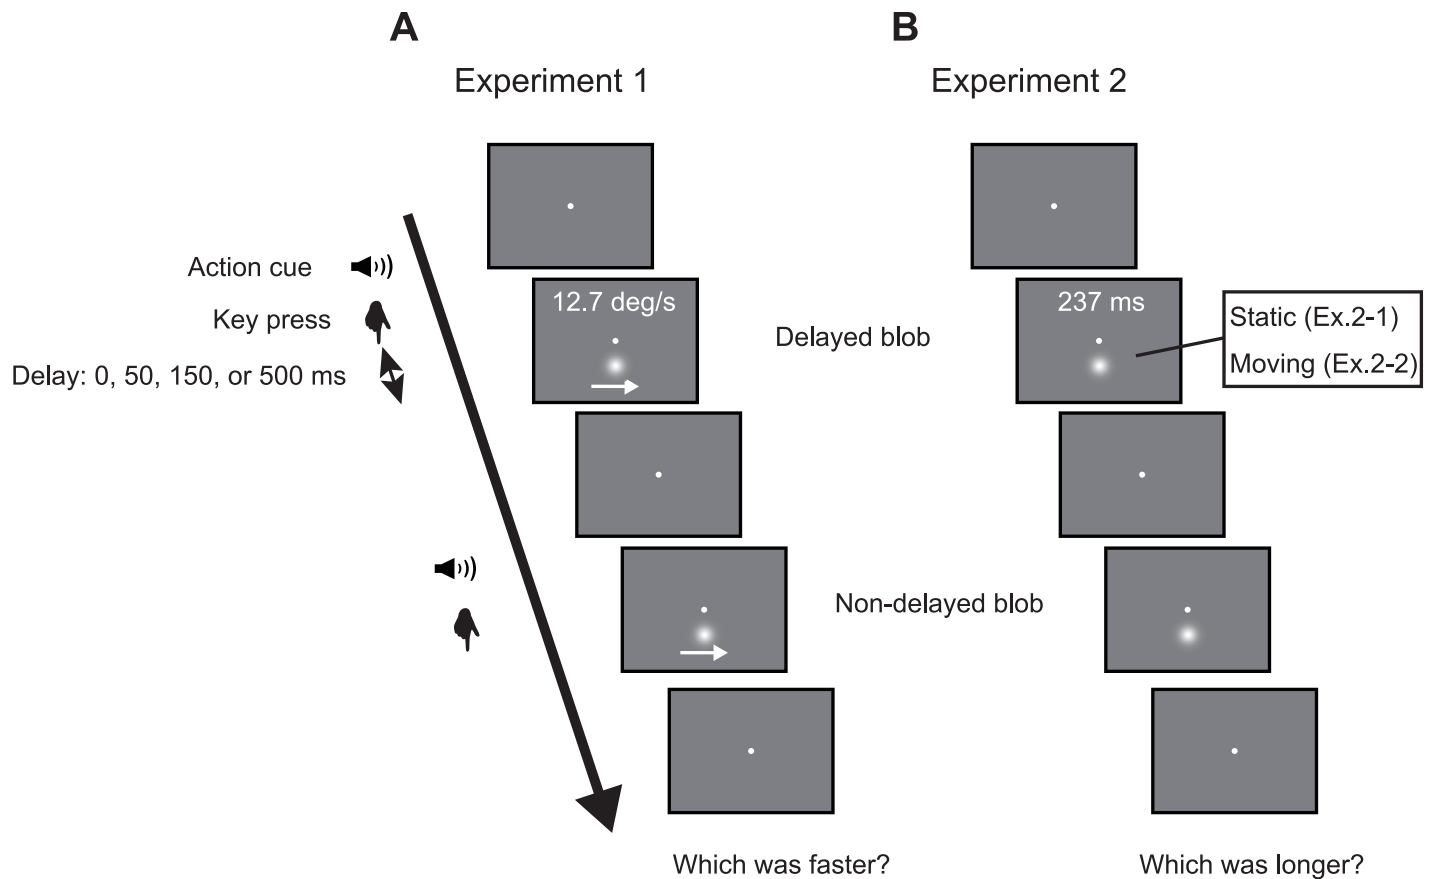 A
B
Experiment 1
Experiment 2
Action cue
Key press
Delay: 0, 50, 150, or 500 ms
12.7 deg/s
Delayed blob
237 ms
Static (Ex.2-1)
Moving (Ex.2-2)
Non-delayed blob
Which was faster?
Which was longer?